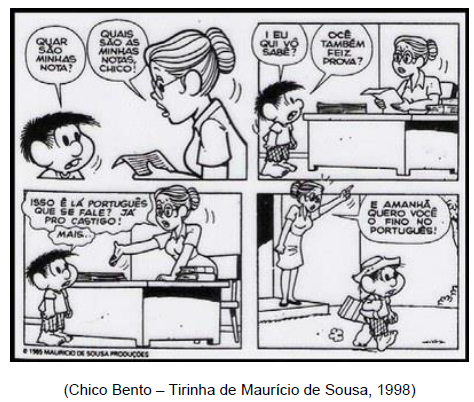 QUAR
SÃO
MINHAS
NOTA?
QUAIS
SÃO AS
MINHAS
NOTAS,
CHICO!
I EU
QUI VÔ
SABÊ?
OCÊ
TAMBÉM
FEIZ
PROVA?
ISSO É LÁ PORTUGUÊS
QUE SE FALE? JÁ
PRO CASTIGO!
MAIS...
E AMANHÃ
QUERO VOCÊ
O FINO NO
PORTUGUÊS!
MAURICIO DE SOUSA PRODUÇÕES
(Chico Bento – Tirinha de Maurício de Sousa, 1998)